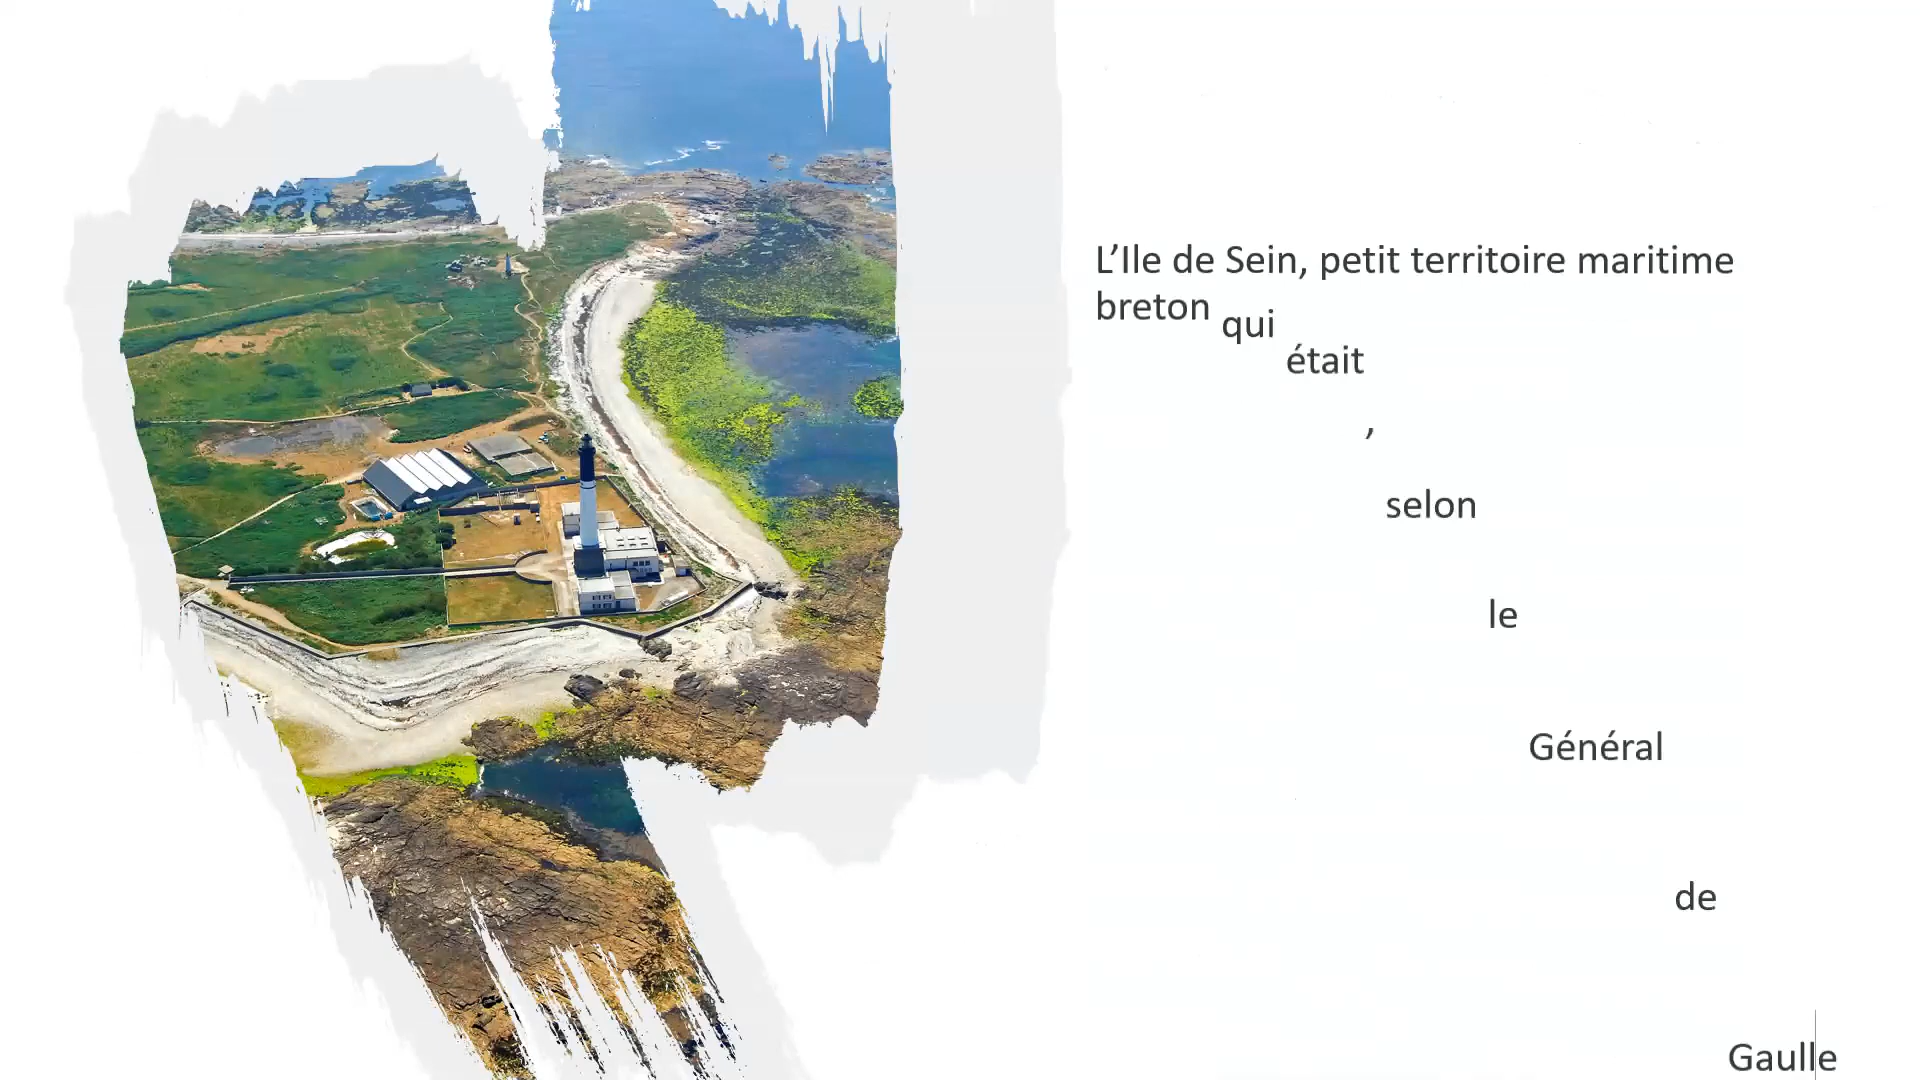 L’Ile de Sein, petit territoire maritime
breton qui
était
,
selon
le
Général
de
Gaulle